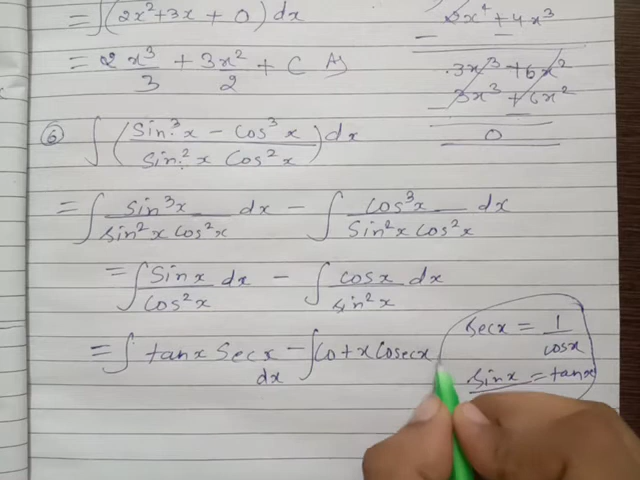 = ∫(2x² + 3x + 0) dx
2x⁴ + 4x³
= 2 x³/3 + 3x²/2 + C
3x³ + 6x²
3x³ + 6x²
0
⑥ ∫ (Sin³x − Cos³x / Sin²x Cos²x) dx
= ∫ sin³x / sin²x cos²x dx − ∫ cos³x / Sin²x cos²x dx
= ∫ Sinx / cos²x dx − ∫ cosx / sin²x dx
= ∫ tanx Secx dx − ∫ Cotx Cosecx
Secx = 1/cosx
sinx = tanx